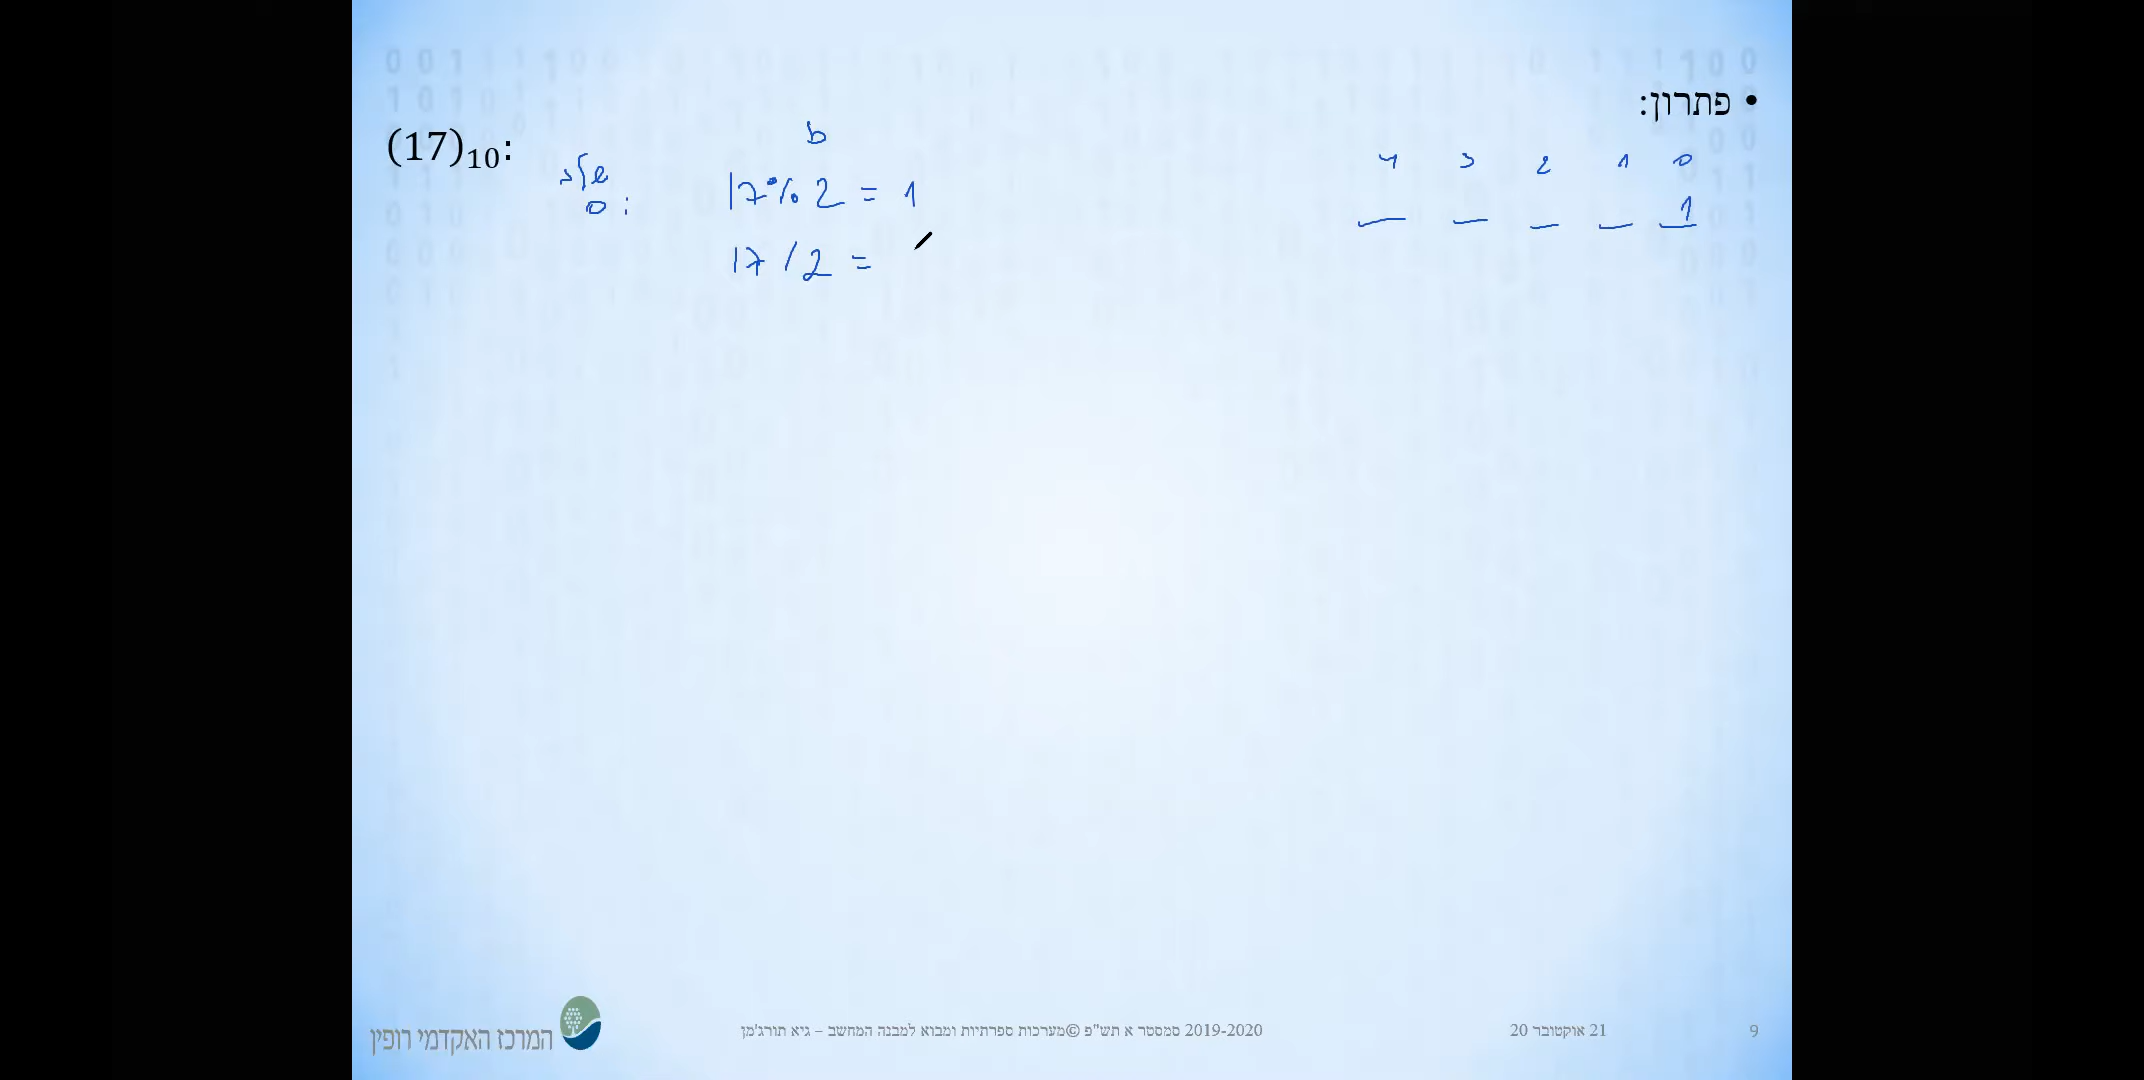 • פתרון:
(17)₁₀:
b
4 3 2 1 0
שלב
0:
17 % 2 = 1
1
17 / 2 =
המרכז האקדמי רופין
2019-2020 סמסטר א תש"פ ©מערכות ספרתיות ומבוא למבנה המחשב – גיא תורג'מן
21 אוקטובר 20
9